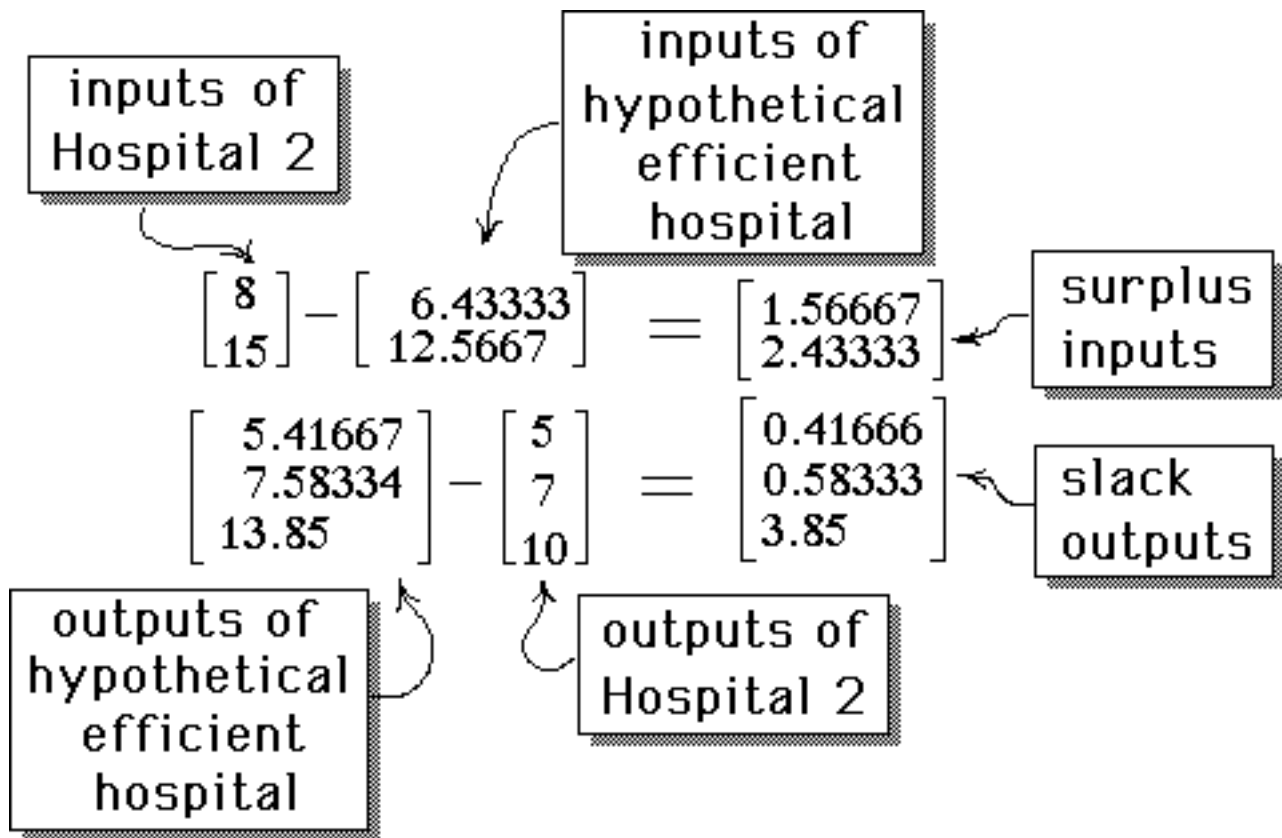 inputs of
Hospital 2
inputs of
hypothetical
efficient
hospital
[8 15] − [6.43333 12.5667] = [1.56667 2.43333]
surplus
inputs
[5.41667 7.58334 13.85] − [5 7 10] = [0.41666 0.58333 3.85]
slack
outputs
outputs of
hypothetical
efficient
hospital
outputs of
Hospital 2